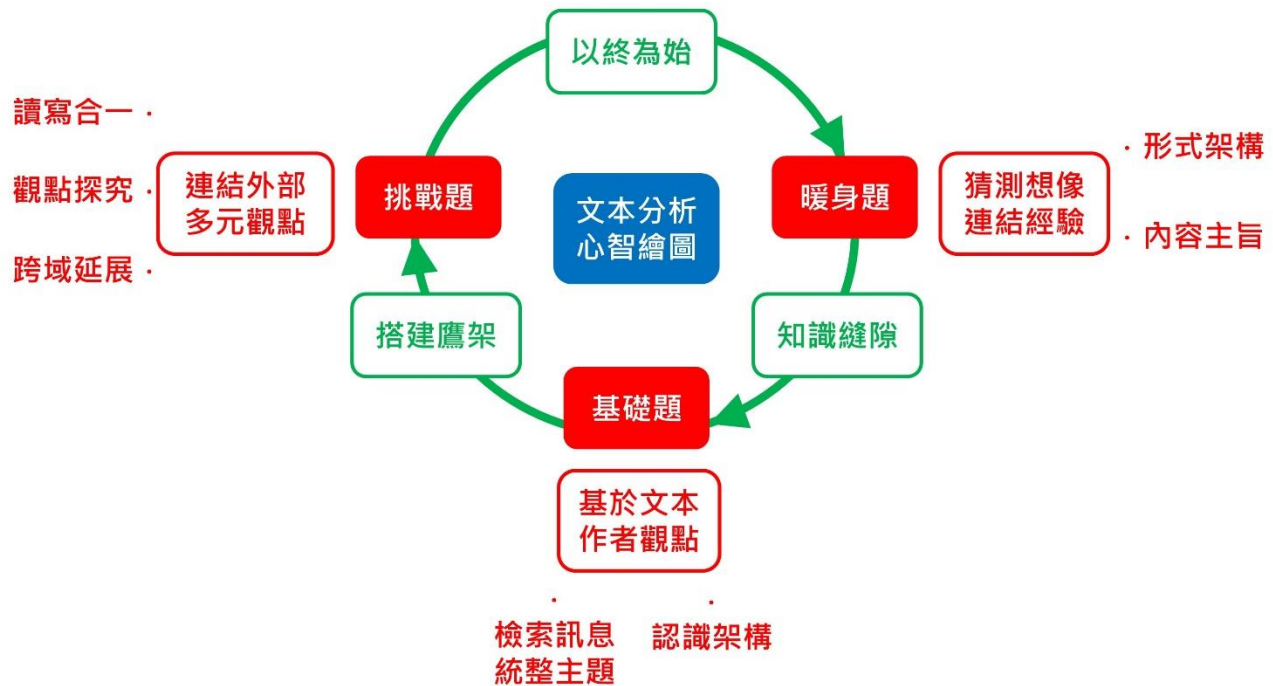 以終為始
讀寫合一
觀點探究
跨域延展
連結外部
多元觀點
挑戰題
文本分析
心智繪圖
暖身題
猜測想像
連結經驗
· 形式架構
· 內容主旨
搭建鷹架
知識縫隙
基礎題
基於文本
作者觀點
檢索訊息
統整主題
認識架構